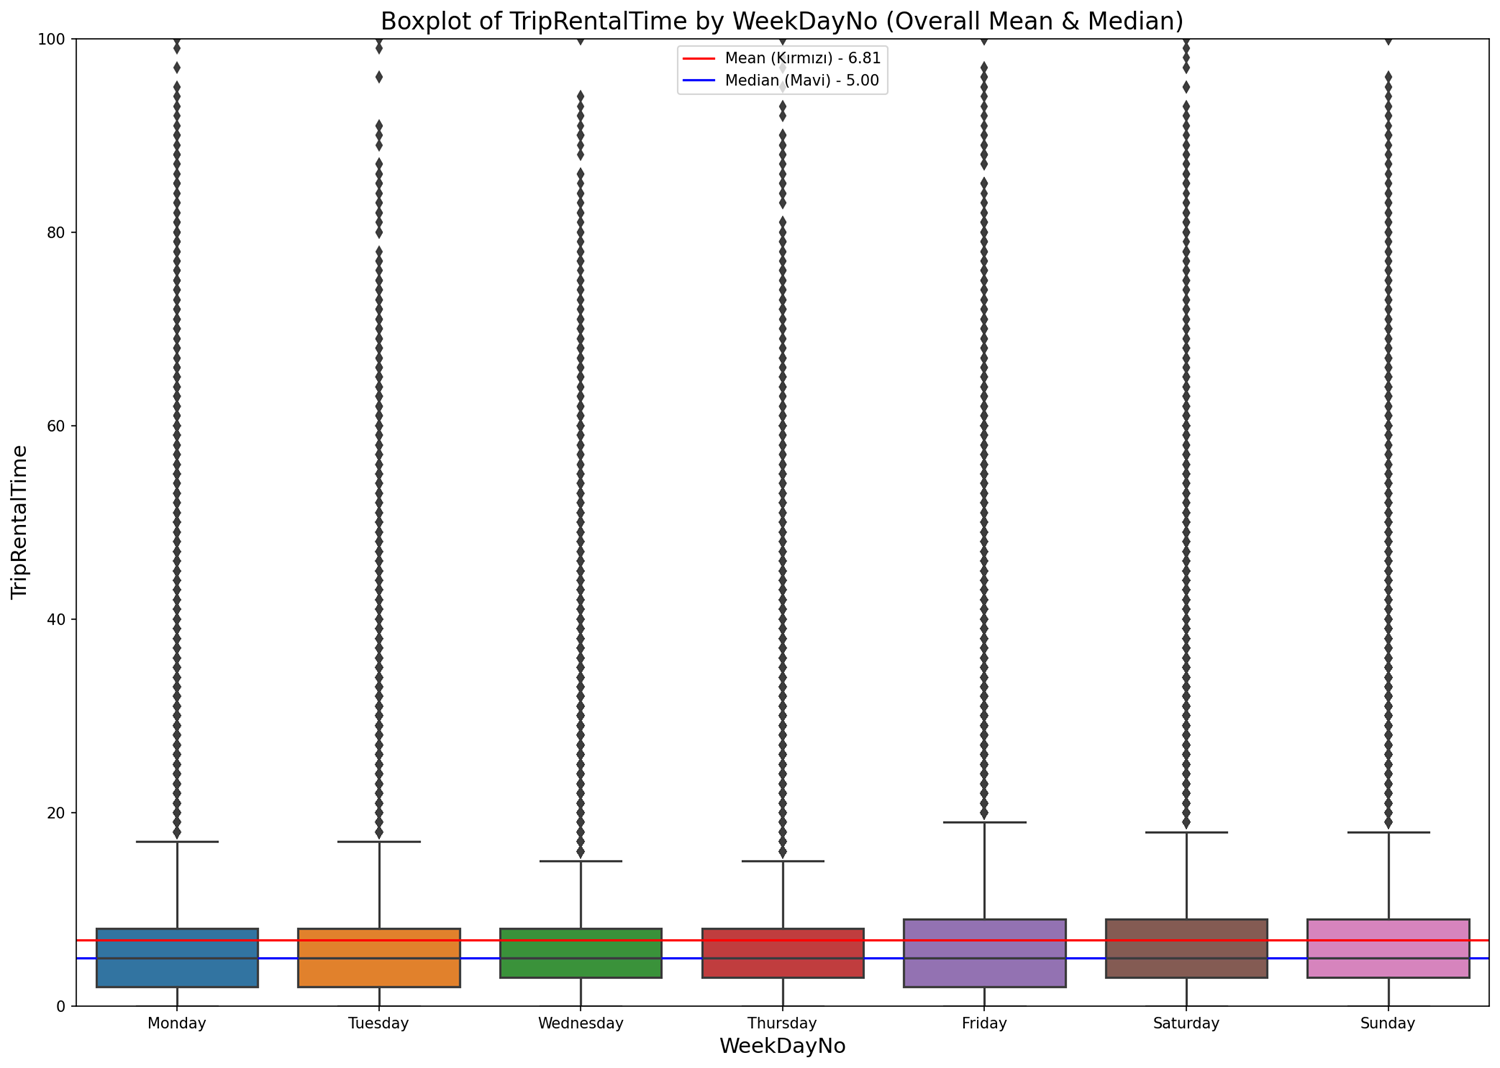 Boxplot of TripRentalTime by WeekDayNo (Overall Mean & Median)
Mean (Kırmızı) - 6.81
Median (Mavi) - 5.00
TripRentalTime
100
80
60
40
20
0
Monday Tuesday Wednesday Thursday Friday Saturday Sunday
WeekDayNo